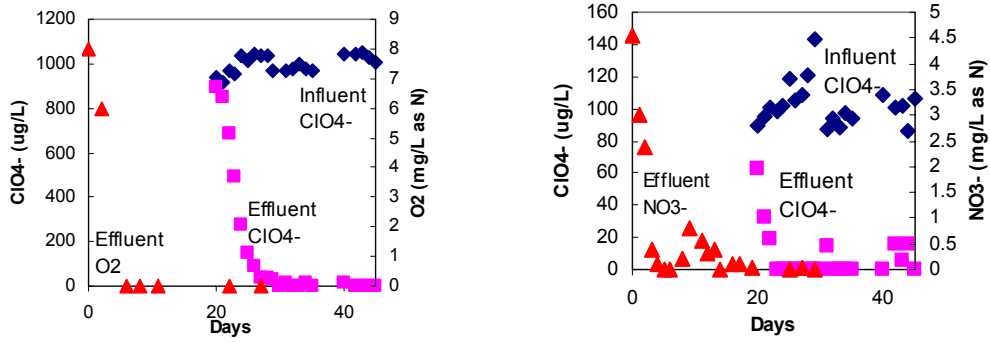 1200
1000
800
600
400
200
0
ClO4- (ug/L)
9
8
7
6
5
4
3
2
1
0
O2 (mg/L as N)
Influent
ClO4-
Effluent
ClO4-
Effluent
O2
0
20
40
Days
160
140
120
100
80
60
40
20
0
ClO4- (ug/L)
5
4.5
4
3.5
3
2.5
2
1.5
1
0.5
0
NO3- (mg/L as N)
Influent
ClO4-
Effluent
NO3-
Effluent
ClO4-
0
20
40
Days